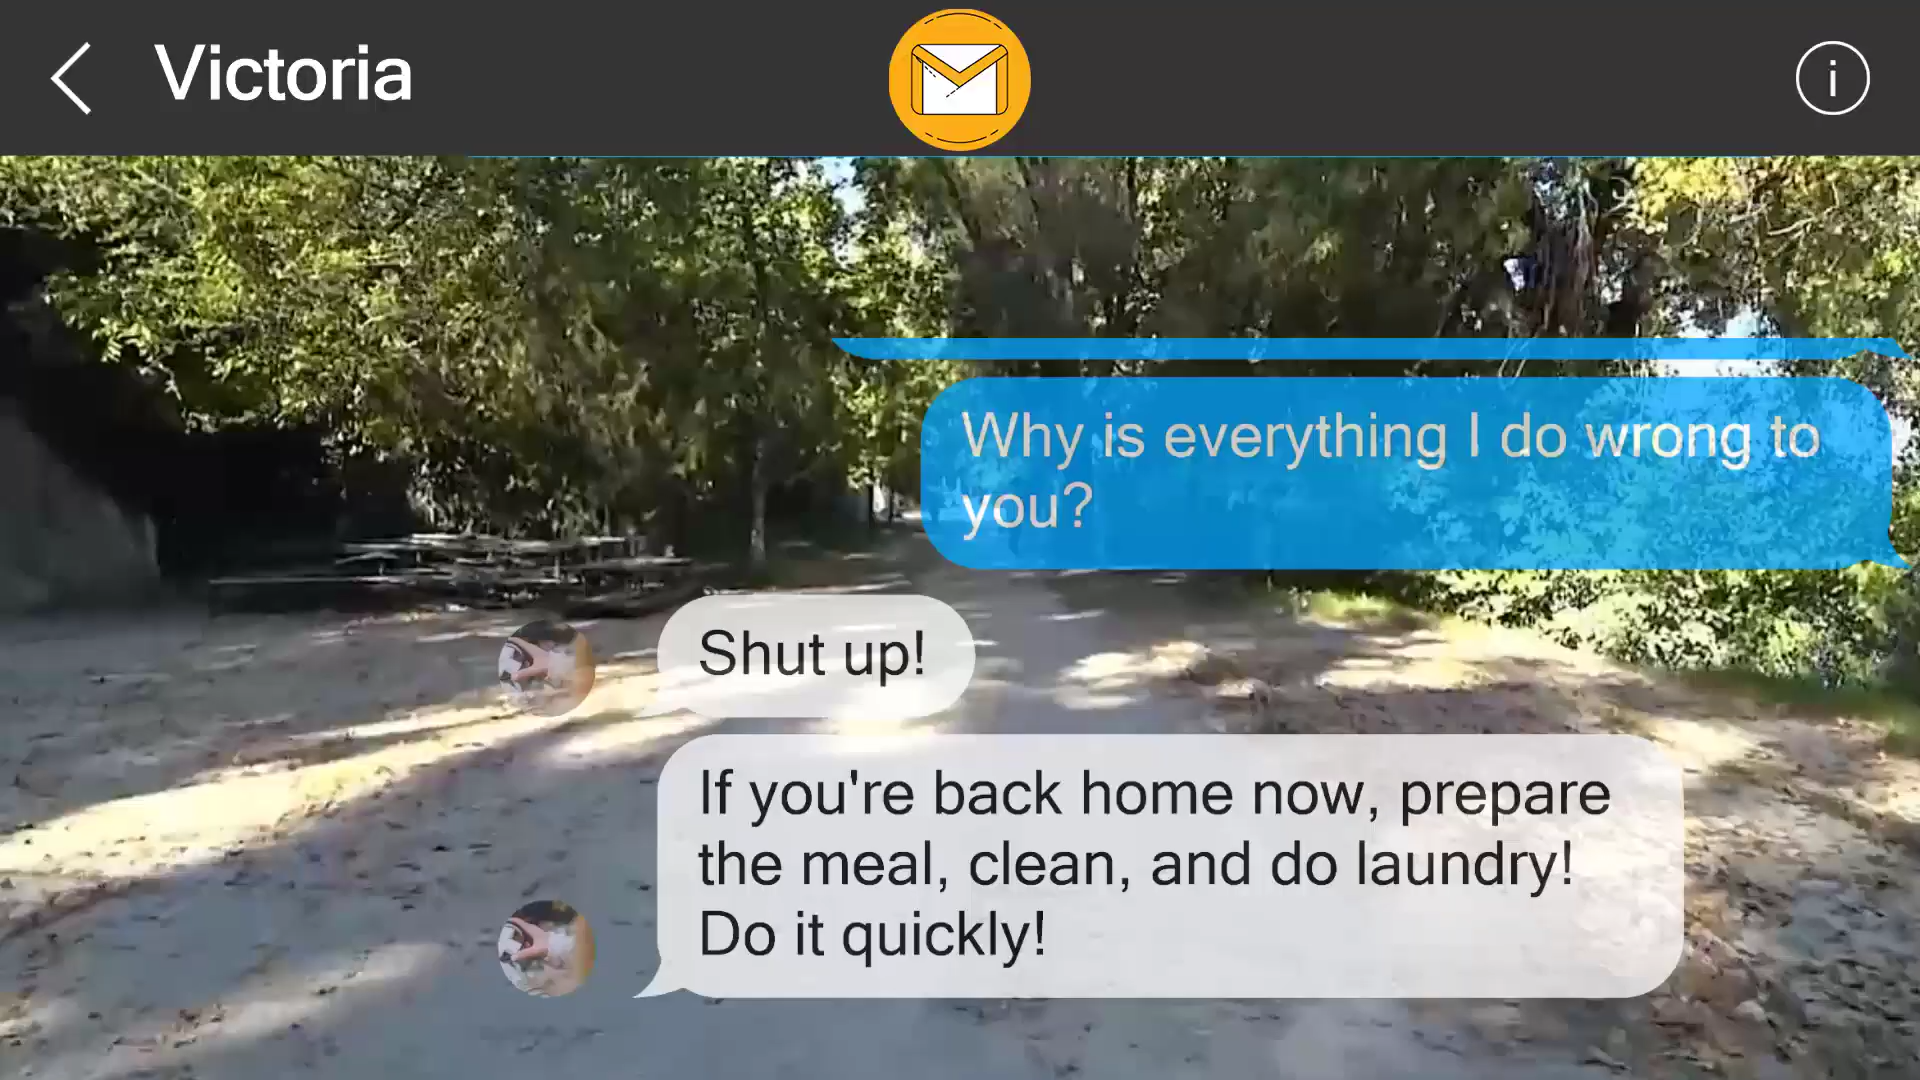 Victoria
i
Why is everything I do wrong to
you?
Shut up!
If you're back home now, prepare
the meal, clean, and do laundry!
Do it quickly!